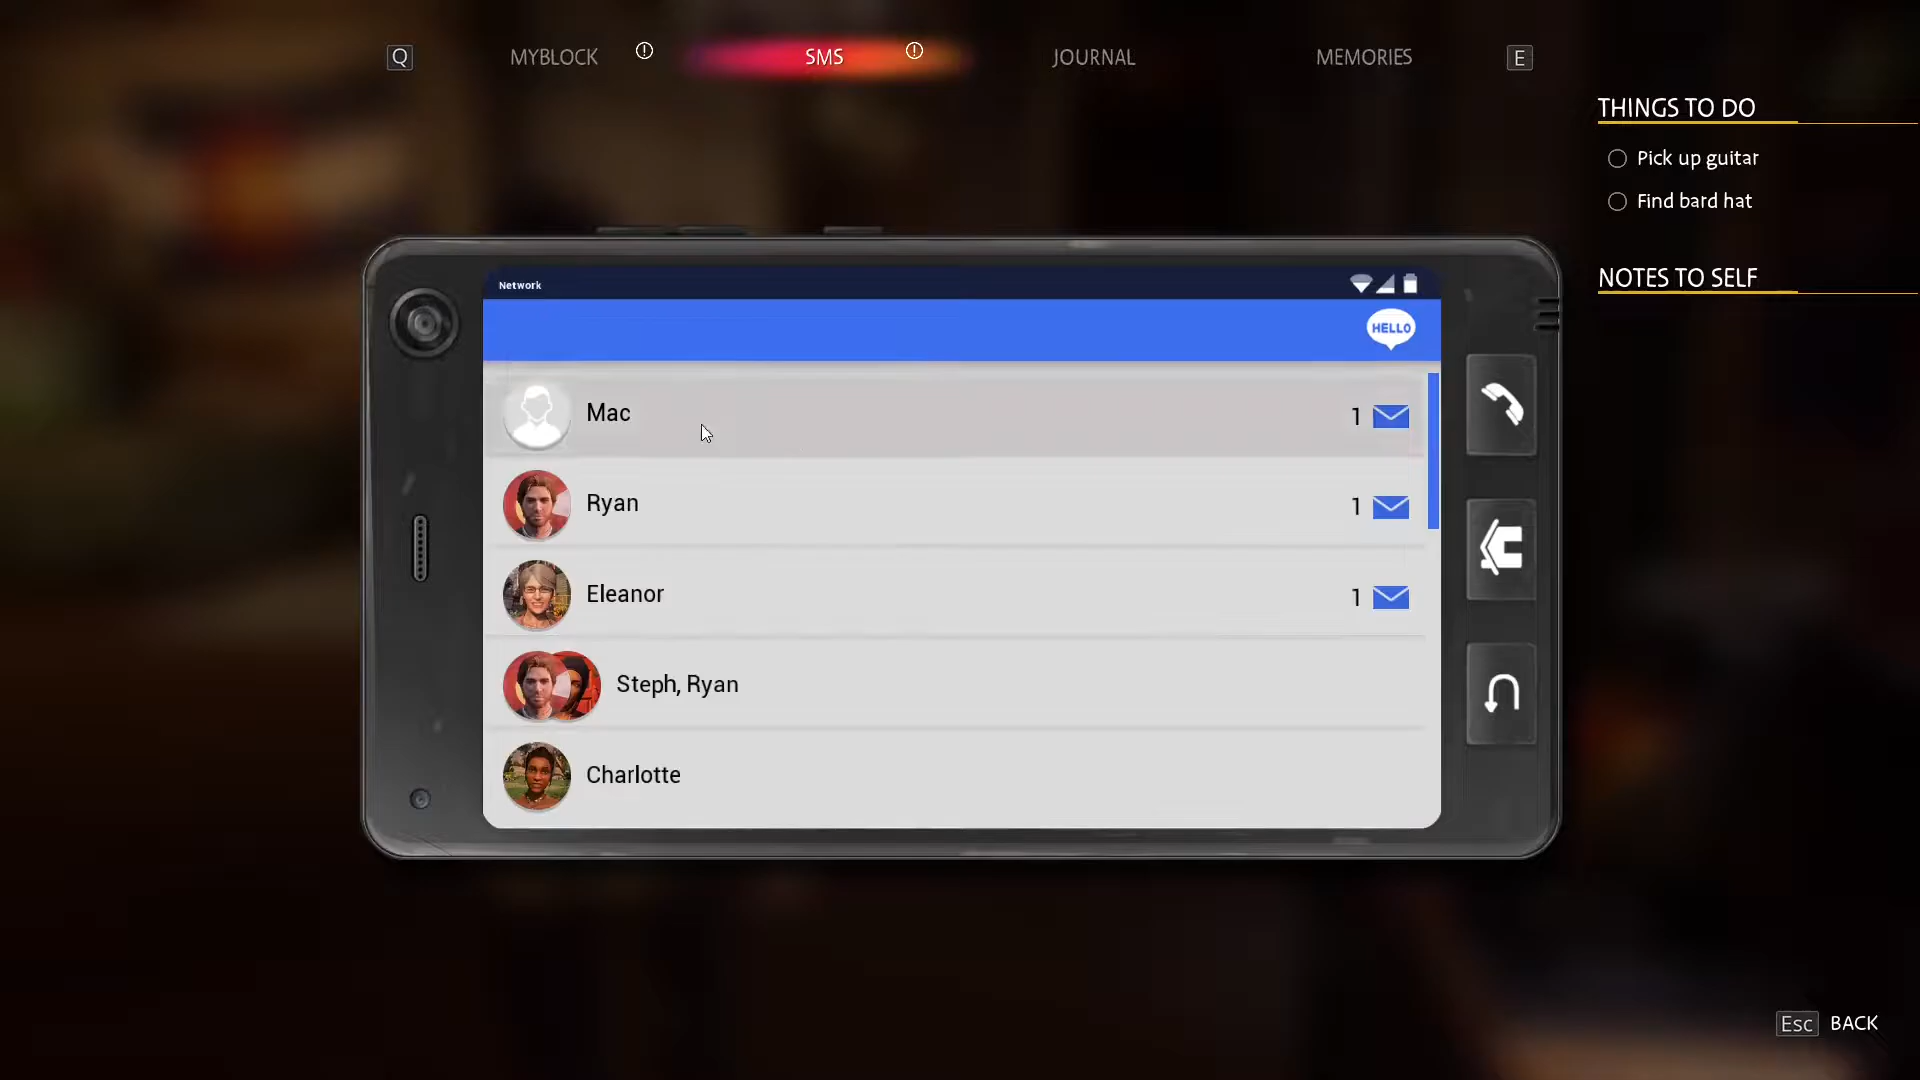 Q MYBLOCK SMS JOURNAL MEMORIES E
THINGS TO DO
Pick up guitar
Find bard hat
NOTES TO SELF
Network
HELLO
Mac 1
Ryan 1
Eleanor 1
Steph, Ryan
Charlotte
Esc BACK